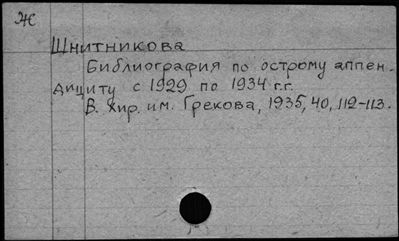 Ж
Шнитникова
Библиография по острому аппен-
дициту с 1929 по 1934 г.г.
В. хир. им. Грекова, 1935, 40, 112-113.